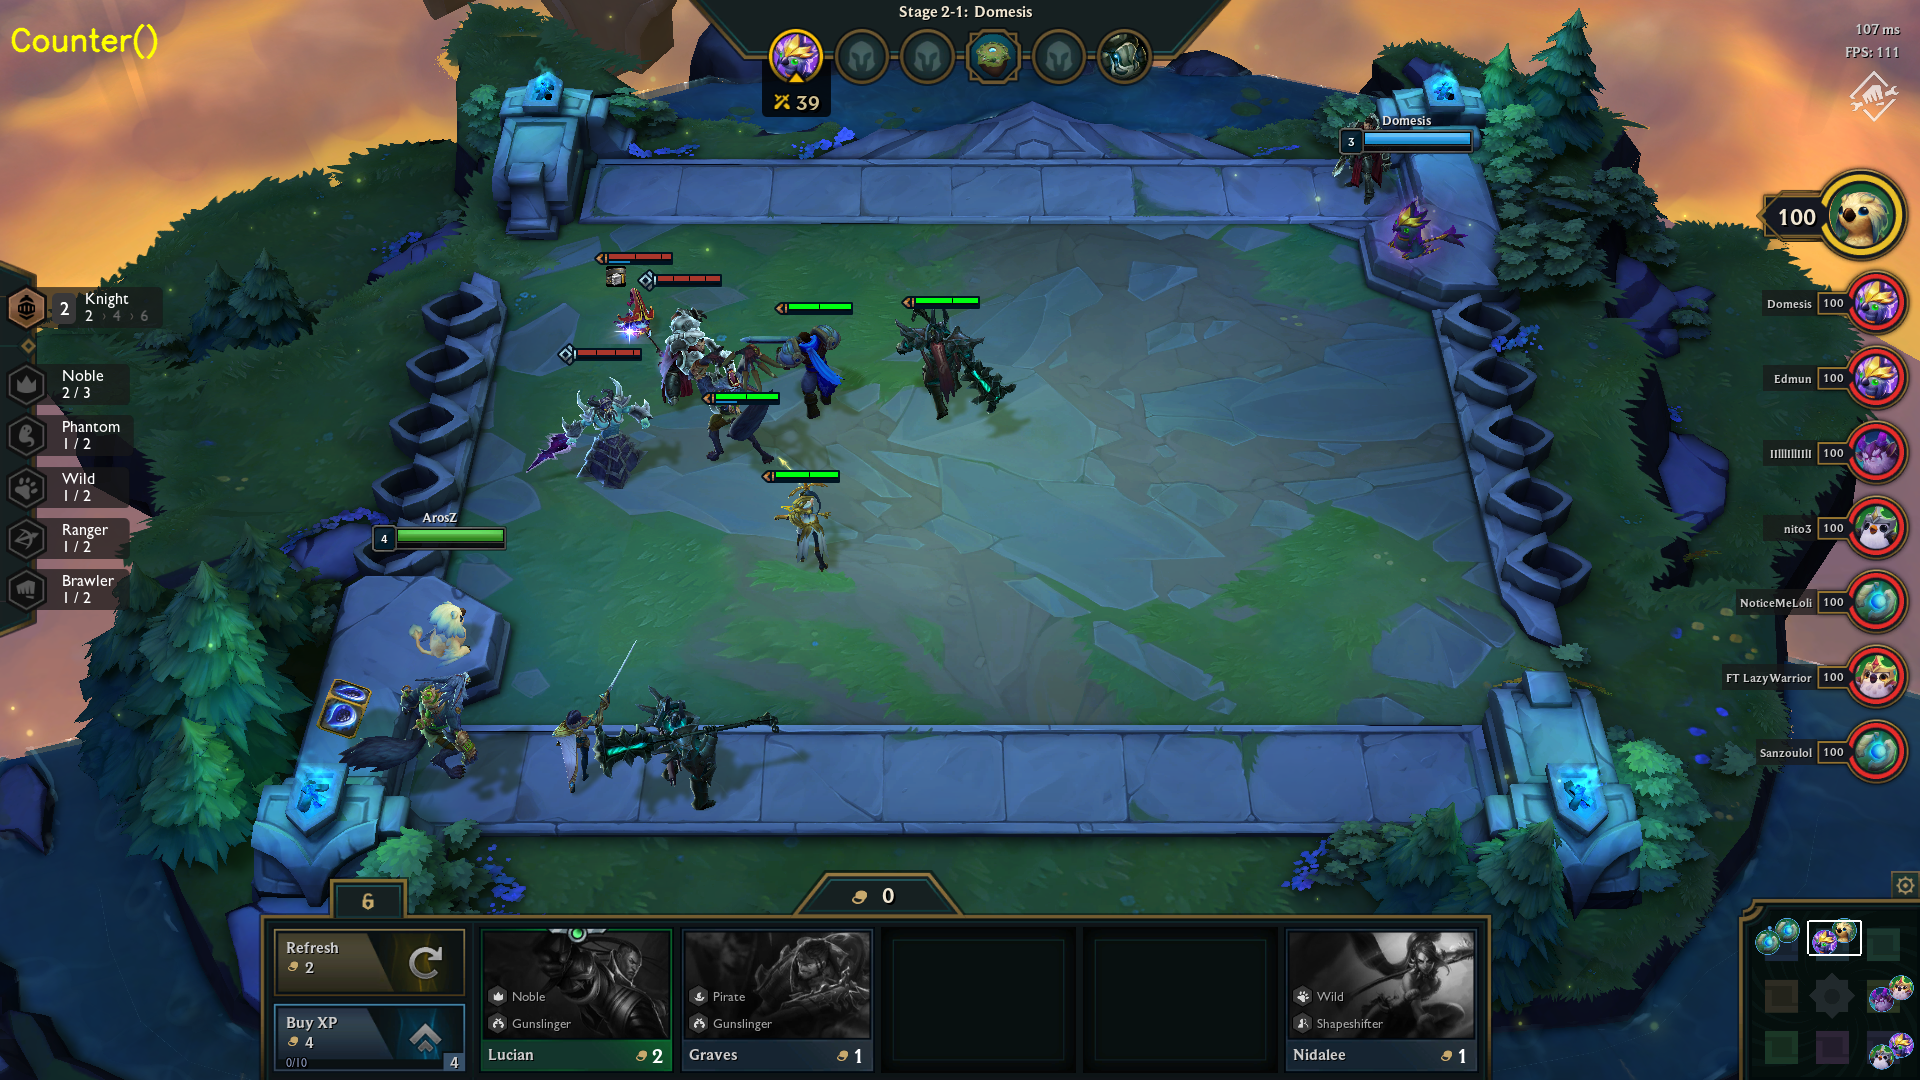 Stage 2-1: Domesis
Counter()
107 ms
FPS: 111
39
Domesis
3
100
2
Knight
2 › 4 › 6
Noble
2 / 3
Phantom
1 / 2
Wild
1 / 2
Ranger
1 / 2
Brawler
1 / 2
Domesis 100
Edmun 100
100
nito3 100
NoticeMeLoli 100
FT LazyWarrior 100
Sanzoulol 100
ArosZ
4
6
0
Refresh
2
Buy XP
4
0/10
4
Noble
Gunslinger
Lucian 2
Pirate
Gunslinger
Graves 1
Wild
Shapeshifter
Nidalee 1